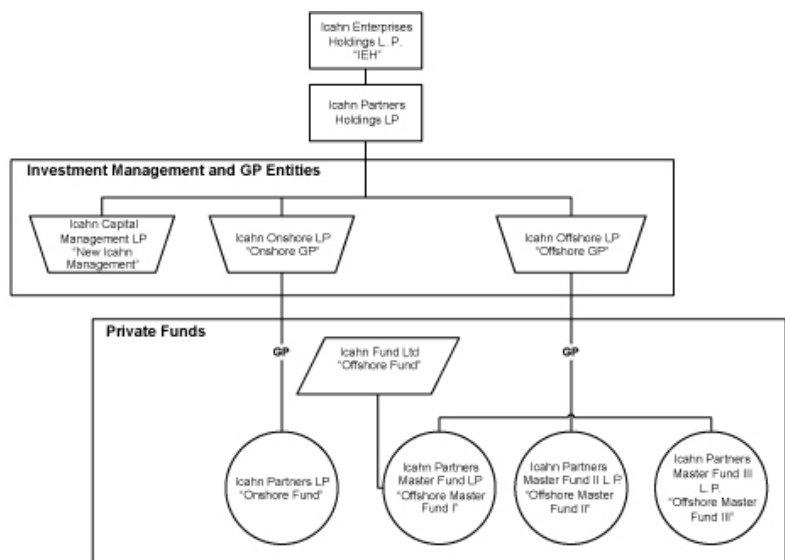 Icahn Enterprises
Holdings L.P.
"IEH"
Icahn Partners
Holdings LP
Investment Management and GP Entities
Icahn Capital
Management LP
"New Icahn
Management"
Icahn Onshore LP
"Onshore GP"
Icahn Offshore LP
"Offshore GP"
Private Funds
GP
Icahn Fund Ltd
"Offshore Fund"
GP
Icahn Partners LP
"Onshore Fund"
Icahn Partners
Master Fund LP
"Offshore Master
Fund I"
Icahn Partners
Master Fund II L.P.
"Offshore Master
Fund II"
Icahn Partners
Master Fund III
L.P.
"Offshore Master
Fund III"